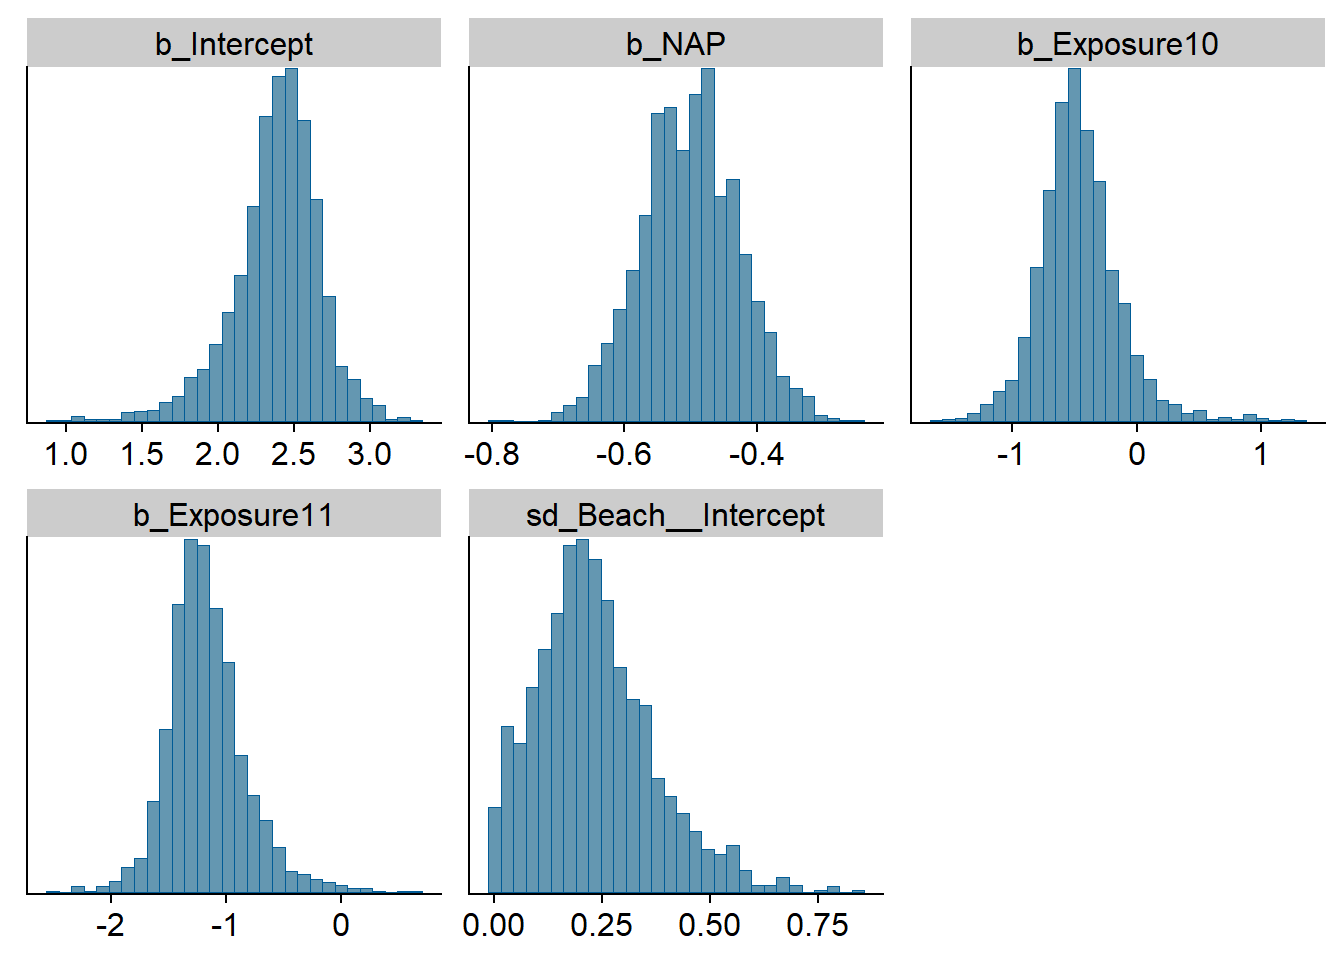 b_Intercept
b_NAP
b_Exposure10
1.0 1.5 2.0 2.5 3.0
-0.8 -0.6 -0.4
-1 0 1
b_Exposure11
sd_Beach__Intercept
-2 -1 0
0.00 0.25 0.50 0.75